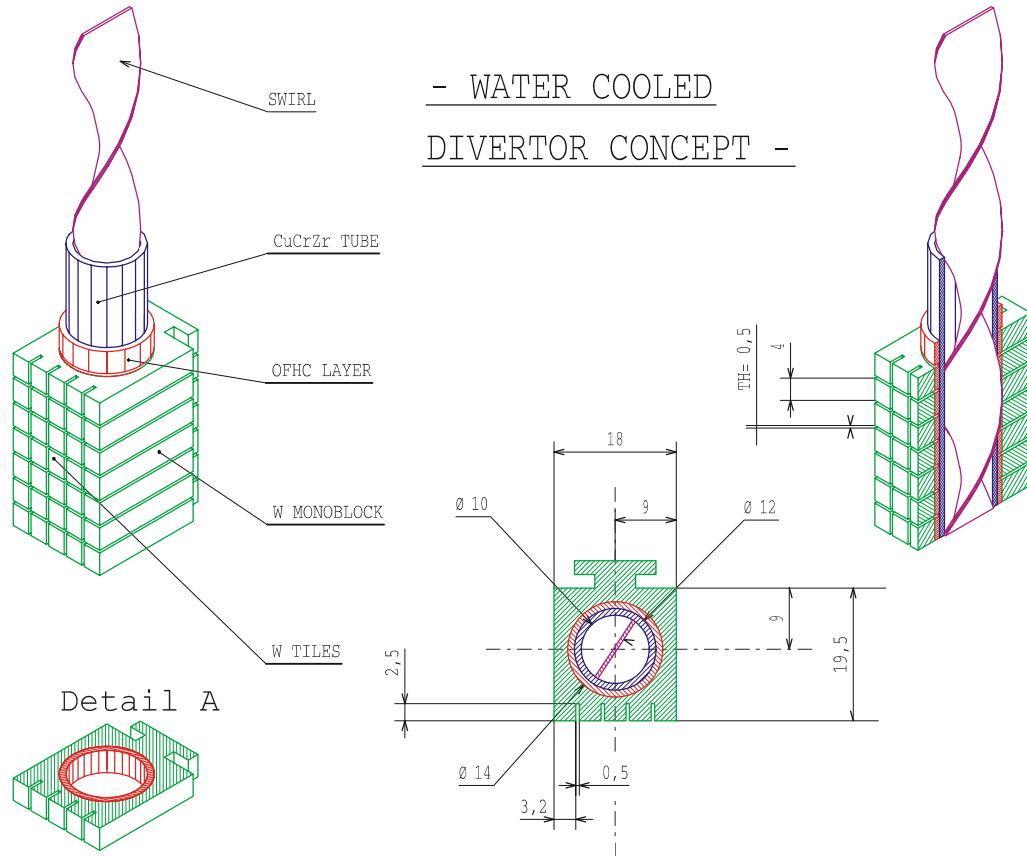 - WATER COOLED
DIVERTOR CONCEPT -
SWIRL
CuCrZr TUBE
OFHC LAYER
W MONOBLOCK
W TILES
TH= 0,5
4
18
9
Ø 10
Ø 12
9
19,5
2,5
Ø 14
0,5
3,2
Detail A